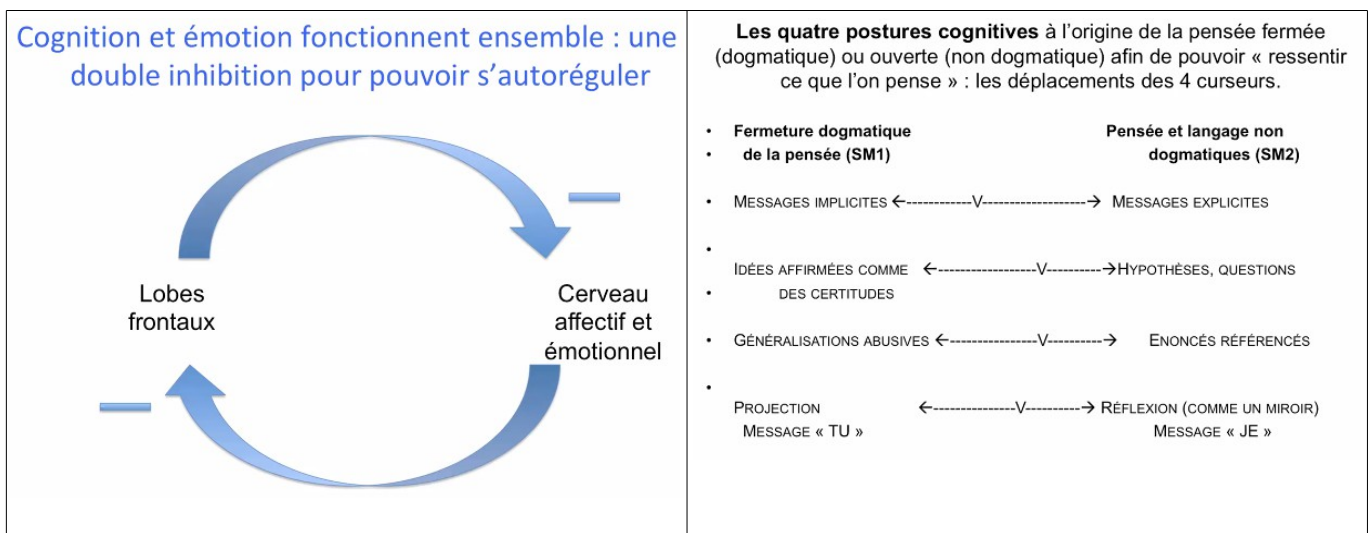 Cognition et émotion fonctionnent ensemble : une
double inhibition pour pouvoir s’autoréguler
Lobes
frontaux
Cerveau
affectif et
émotionnel
Les quatre postures cognitives à l’origine de la pensée fermée
(dogmatique) ou ouverte (non dogmatique) afin de pouvoir « ressentir
ce que l’on pense » : les déplacements des 4 curseurs.
• Fermeture dogmatique Pensée et langage non
• de la pensée (SM1) dogmatiques (SM2)
• MESSAGES IMPLICITES ←------------V-------------------→ MESSAGES EXPLICITES
•
IDÉES AFFIRMÉES COMME ←------------------V----------→HYPOTHÈSES, QUESTIONS
• DES CERTITUDES
• GÉNÉRALISATIONS ABUSIVES ←----------------V----------→ ENONCÉS RÉFÉRENCÉS
•
PROJECTION ←---------------V----------→ RÉFLEXION (COMME UN MIROIR)
MESSAGE « TU » MESSAGE « JE »